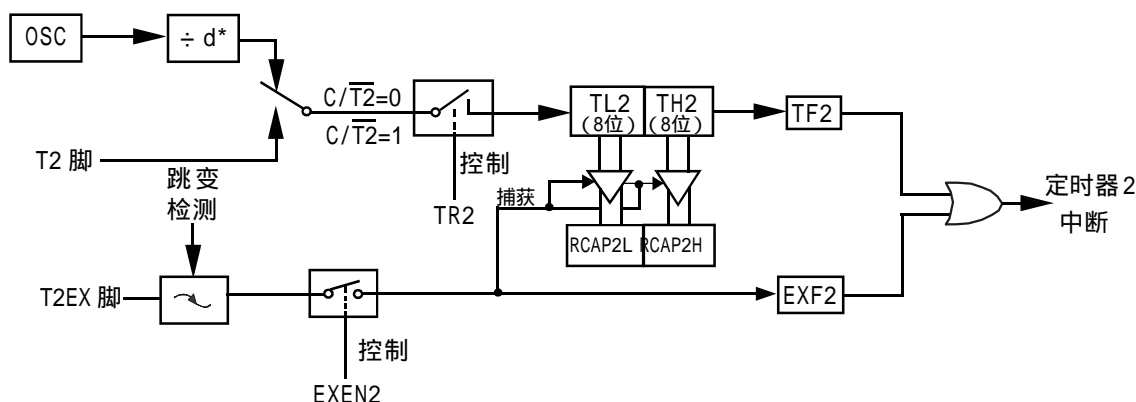 OSC
÷ d*
C/T2=0
C/T2=1
T2 脚
TL2
(8位)
TH2
(8位)
TF2
控制
TR2
跳变
检测
捕获
RCAP2L
RCAP2H
定时器2
中断
T2EX 脚
EXF2
控制
EXEN2